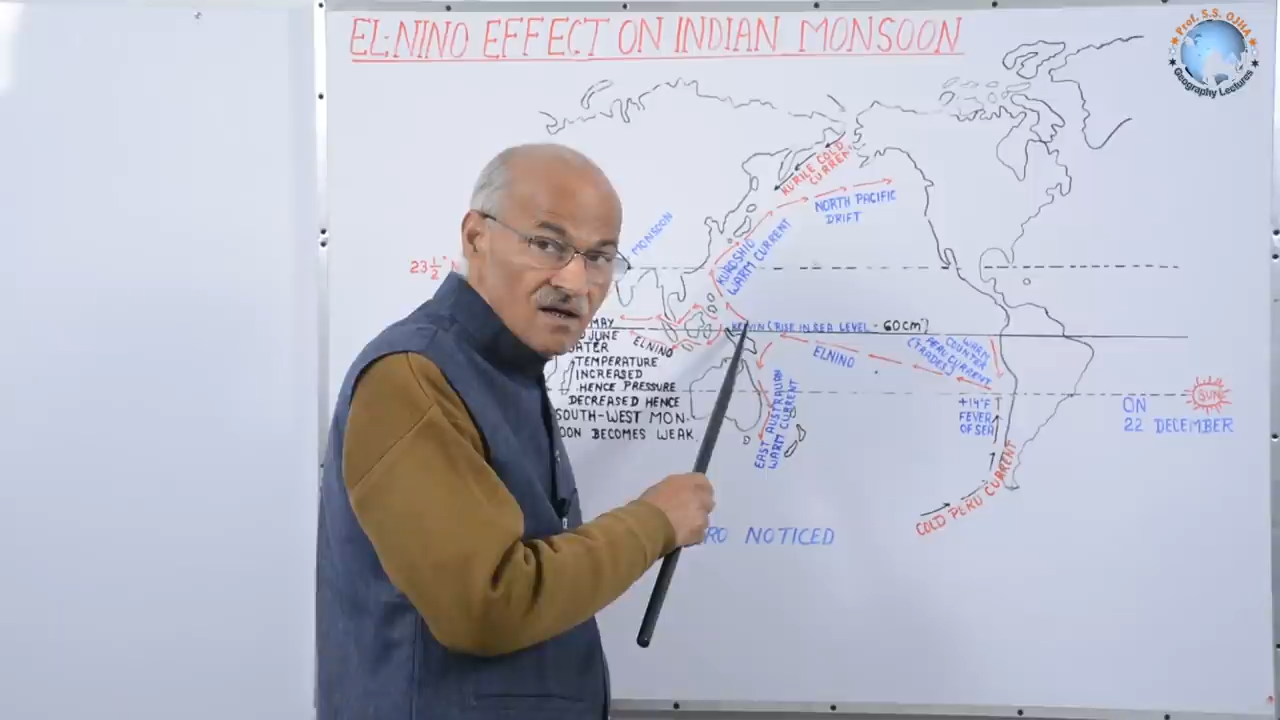 EL-NINO EFFECT ON INDIAN MONSOON
Prof. S.S. OJHA
Geography Lectures
KURILE COLD
CURRENT
NORTH PACIFIC
DRIFT
MONSOON
KUROSHIO
WARM CURRENT
23½°N
KELVIN (RISE IN SEA LEVEL - 60cm)
MAY
JUNE
ELNINO
TEMPERATURE
INCREASED
HENCE PRESSURE
DECREASED HENCE
SOUTH-WEST MON-
BECOMES WEAK
ELNINO
WARM
COUNTER
PERU CURRENT
(TRADES)
EAST AUSTRALIAN
WARM CURRENT
+14°F
FEVER
OF SEA
SUN
ON
22 DECEMBER
COLD PERU CURRENT
NOTICED